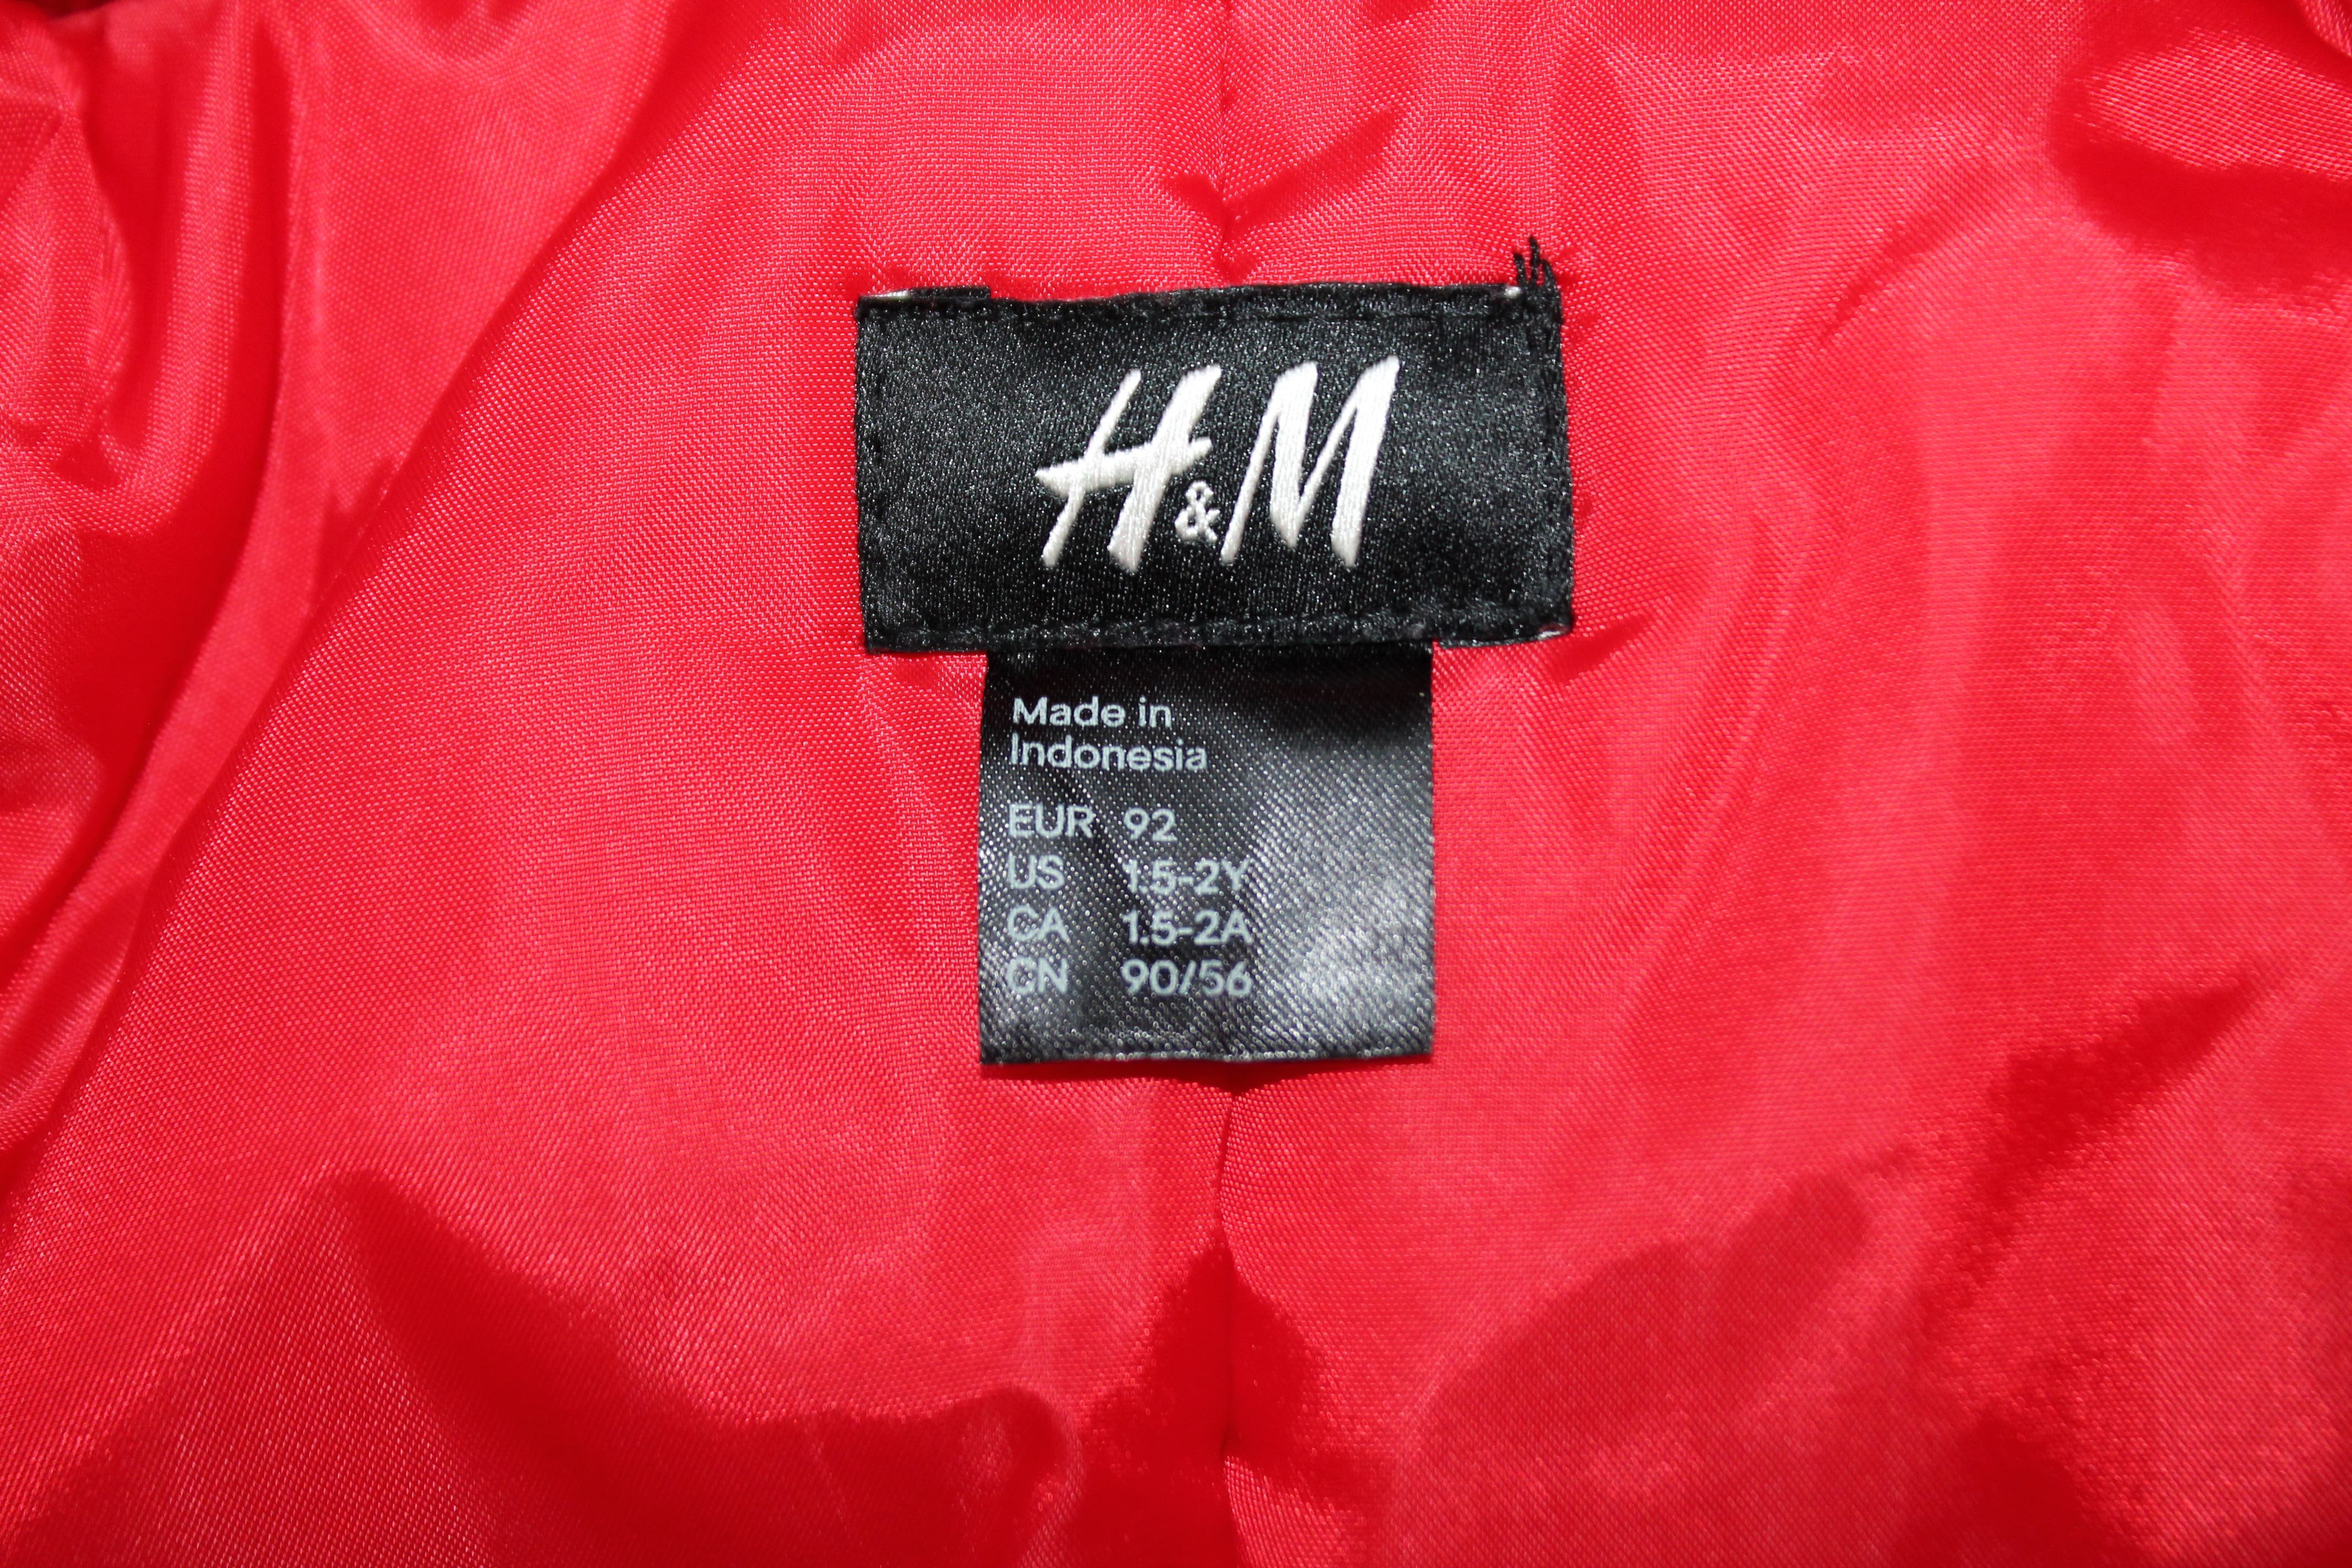 H&M
Made in
Indonesia
EUR 92
US 1.5-2Y
CA 1.5-2A
CN 90/56